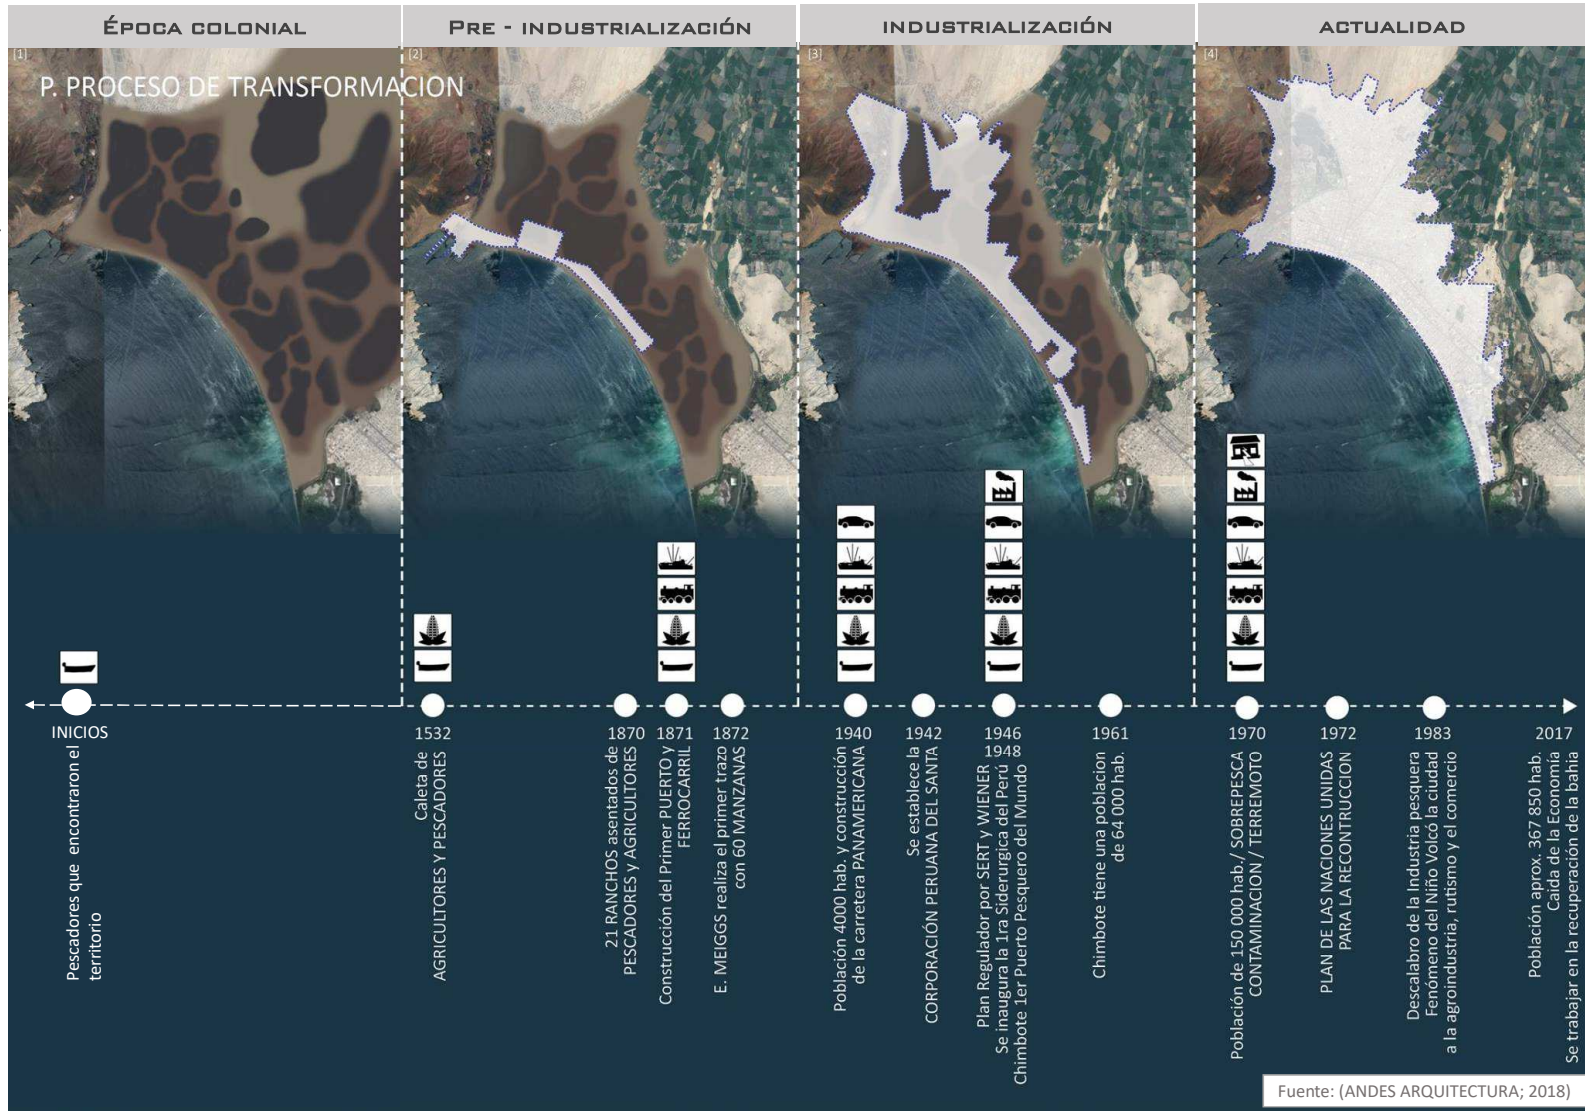 ÉPOCA COLONIAL
PRE - INDUSTRIALIZACIÓN
INDUSTRIALIZACIÓN
ACTUALIDAD
[1]
[2]
[3]
[4]
P. PROCESO DE TRANSFORMACION
INICIOS
Pescadores que encontraron el
territorio
1532
Caleta de
AGRICULTORES Y PESCADORES
1870
21 RANCHOS asentados de
PESCADORES y AGRICULTORES
1871
Construcción del Primer PUERTO y
FERROCARRIL
1872
E. MEIGGS realiza el primer trazo
con 60 MANZANAS
1940
Población 4000 hab. y construcción
de la carretera PANAMERICANA
1942
Se establece la
CORPORACIÓN PERUANA DEL SANTA
1946
1948
Plan Regulador por SERT y WIENER
Se inaugura la 1ra Siderurgica del Perú
Chimbote 1er Puerto Pesquero del Mundo
1961
Chimbote tiene una poblacion
de 64 000 hab.
1970
Población de 150 000 hab./ SOBREPESCA
CONTAMINACION / TERREMOTO
1972
PLAN DE LAS NACIONES UNIDAS
PARA LA RECONTRUCCION
1983
Descalabro de la Industria pesquera
Fenómeno del Niño Volcó la ciudad
a la agroindustria, rutismo y el comercio
2017
Población aprox. 367 850 hab.
Caida de la Economía
Se trabajar en la recuperación de la bahia
Fuente: (ANDES ARQUITECTURA; 2018)